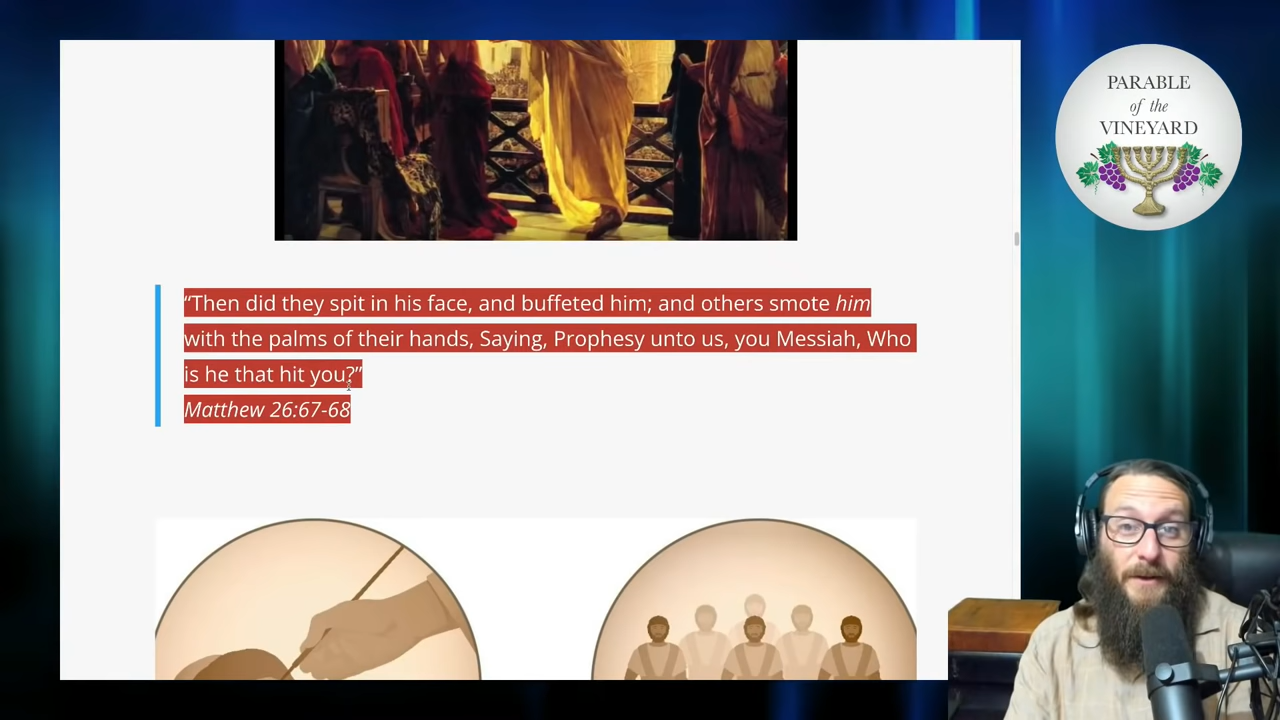 PARABLE
of the
VINEYARD
“Then did they spit in his face, and buffeted him; and others smote him
with the palms of their hands, Saying, Prophesy unto us, you Messiah, Who
is he that hit you?”
Matthew 26:67-68